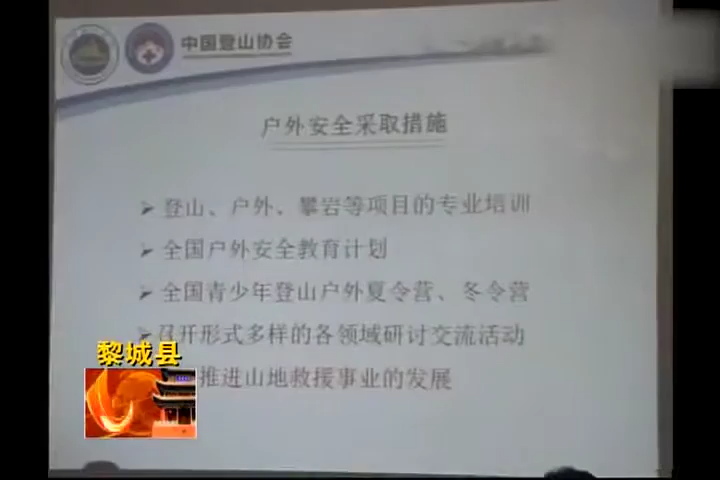 中国登山协会
户外安全采取措施
➢ 登山、户外、攀岩等项目的专业培训
➢ 全国户外安全教育计划
➢ 全国青少年登山户外夏令营、冬令营
➢ 召开形式多样的各领域研讨交流活动
推进山地救援事业的发展
黎城县